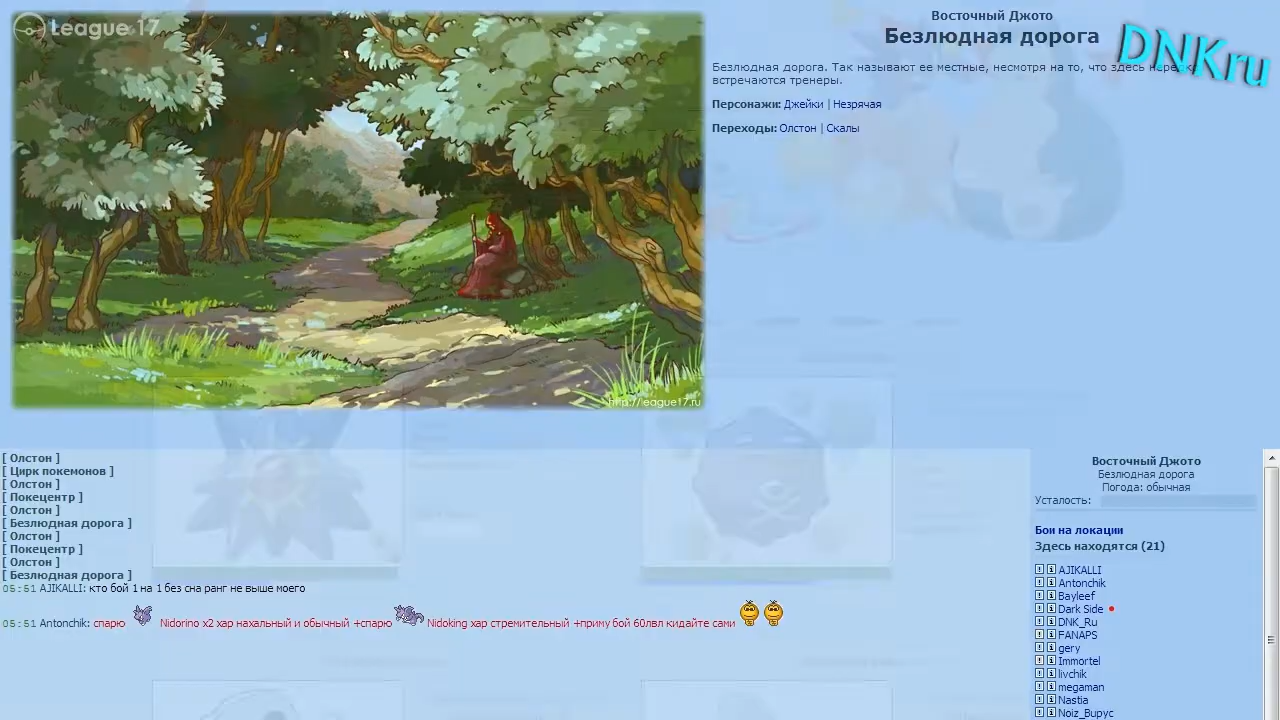 League 17
http://league17.ru
Восточный Джото
Безлюдная дорога
DNKru
Безлюдная дорога. Так называют ее местные, несмотря на то, что здесь нередко
встречаются тренеры.
Персонажи: Джейки | Незрячая
Переходы: Олстон | Скалы
[ Олстон ]
[ Цирк покемонов ]
[ Олстон ]
[ Покецентр ]
[ Олстон ]
[ Безлюдная дорога ]
[ Олстон ]
[ Покецентр ]
[ Олстон ]
[ Безлюдная дорога ]
05:51 AJIKALLI: кто бой 1 на 1 без сна ранг не выше моего
05:51 Antonchik: спарю Nidorino x2 хар нахальный и обычный +спарю Nidoking хар стремительный +приму бой 60лвл кидайте сами
Восточный Джото
Безлюдная дорога
Погода: обычная
Усталость:
Бои на локации
Здесь находятся (21)
AJIKALLI
Antonchik
Bayleef
Dark Side
DNK_Ru
FANAPS
gery
Immortel
livchik
megaman
Nastia
Noiz_Вирус